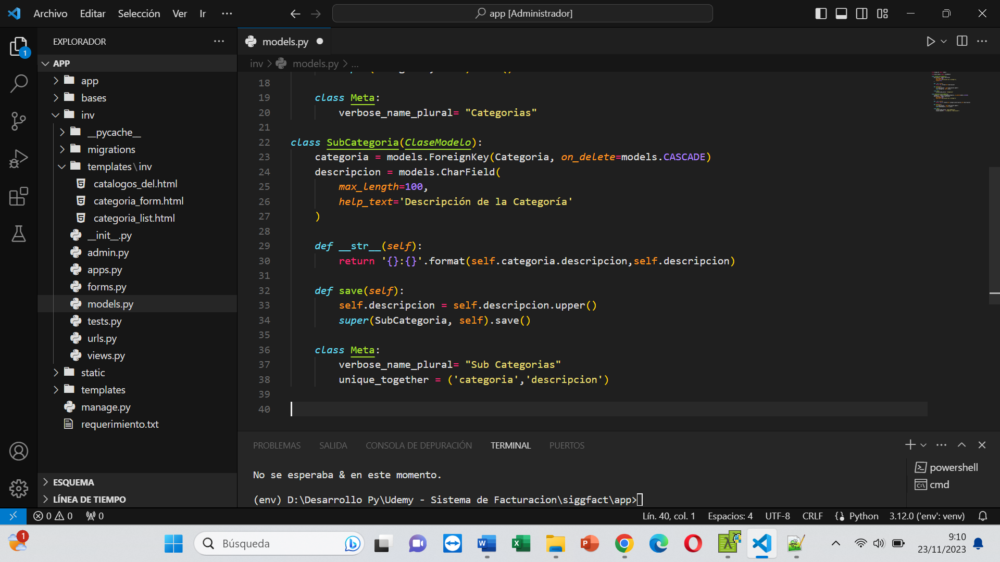 Archivo Editar Selección Ver Ir ...
app [Administrador]
EXPLORADOR
models.py
1
APP
inv > models.py > ...
app
bases
inv
__pycache__
migrations
templates\inv
catalogos_del.html
categoria_form.html
categoria_list.html
__init__.py
admin.py
apps.py
forms.py
models.py
tests.py
urls.py
views.py
static
templates
manage.py
requerimiento.txt
ESQUEMA
LÍNEA DE TIEMPO
18
19 class Meta:
20 verbose_name_plural= "Categorias"
21
22 class SubCategoria(ClaseModelo):
23 categoria = models.ForeignKey(Categoria, on_delete=models.CASCADE)
24 descripcion = models.CharField(
25 max_length=100,
26 help_text='Descripción de la Categoría'
27 )
28
29 def __str__(self):
30 return '{}:{}'.format(self.categoria.descripcion,self.descripcion)
31
32 def save(self):
33 self.descripcion = self.descripcion.upper()
34 super(SubCategoria, self).save()
35
36 class Meta:
37 verbose_name_plural= "Sub Categorias"
38 unique_together = ('categoria','descripcion')
39
40
PROBLEMAS SALIDA CONSOLA DE DEPURACIÓN TERMINAL PUERTOS
No se esperaba & en este momento.
(env) D:\Desarrollo Py\Udemy - Sistema de Facturacion\siggfact\app>
powershell
cmd
0 0 0
Lín. 40, col. 1 Espacios: 4 UTF-8 CRLF Python 3.12.0 ('env': venv)
1
Búsqueda
9:10
23/11/2023